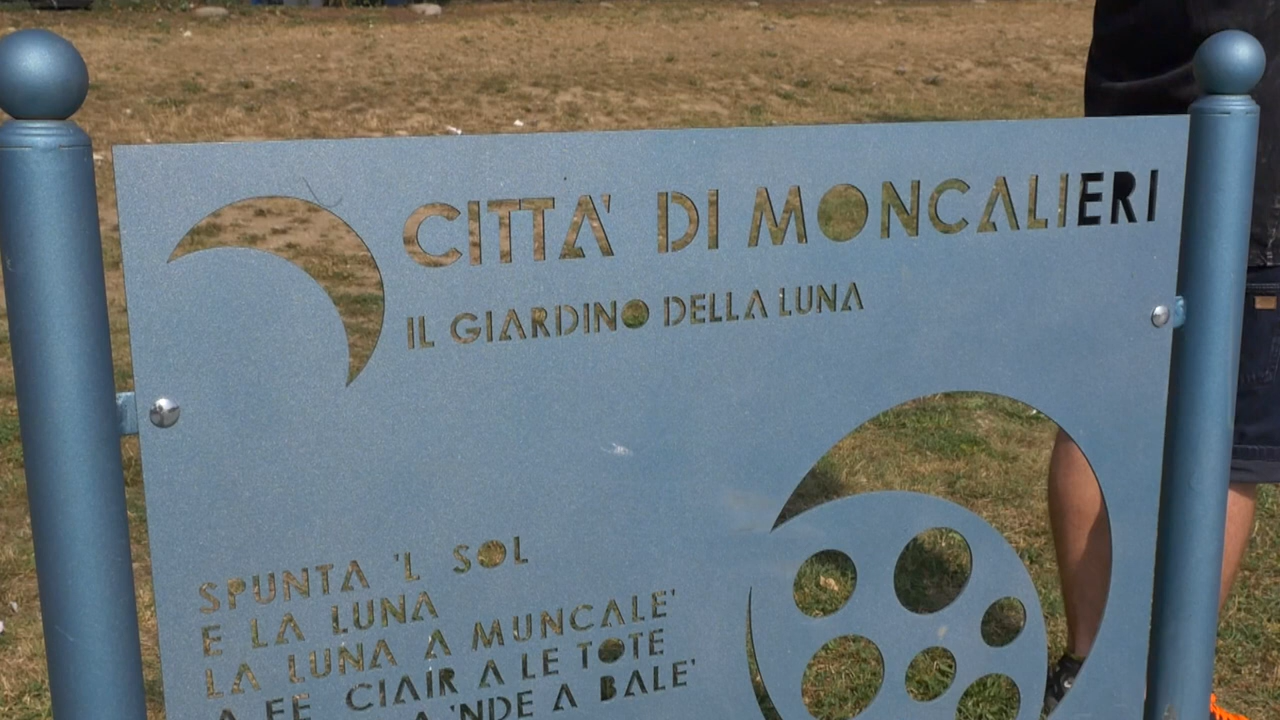 CITTA' DI MONCALIERI
IL GIARDINO DELLA LUNA
SPUNTA 'L SOL
E LA LUNA
LA LUNA A MUNCALE'
A FE CIAIR A LE TOTE
A 'NDE A BALE'